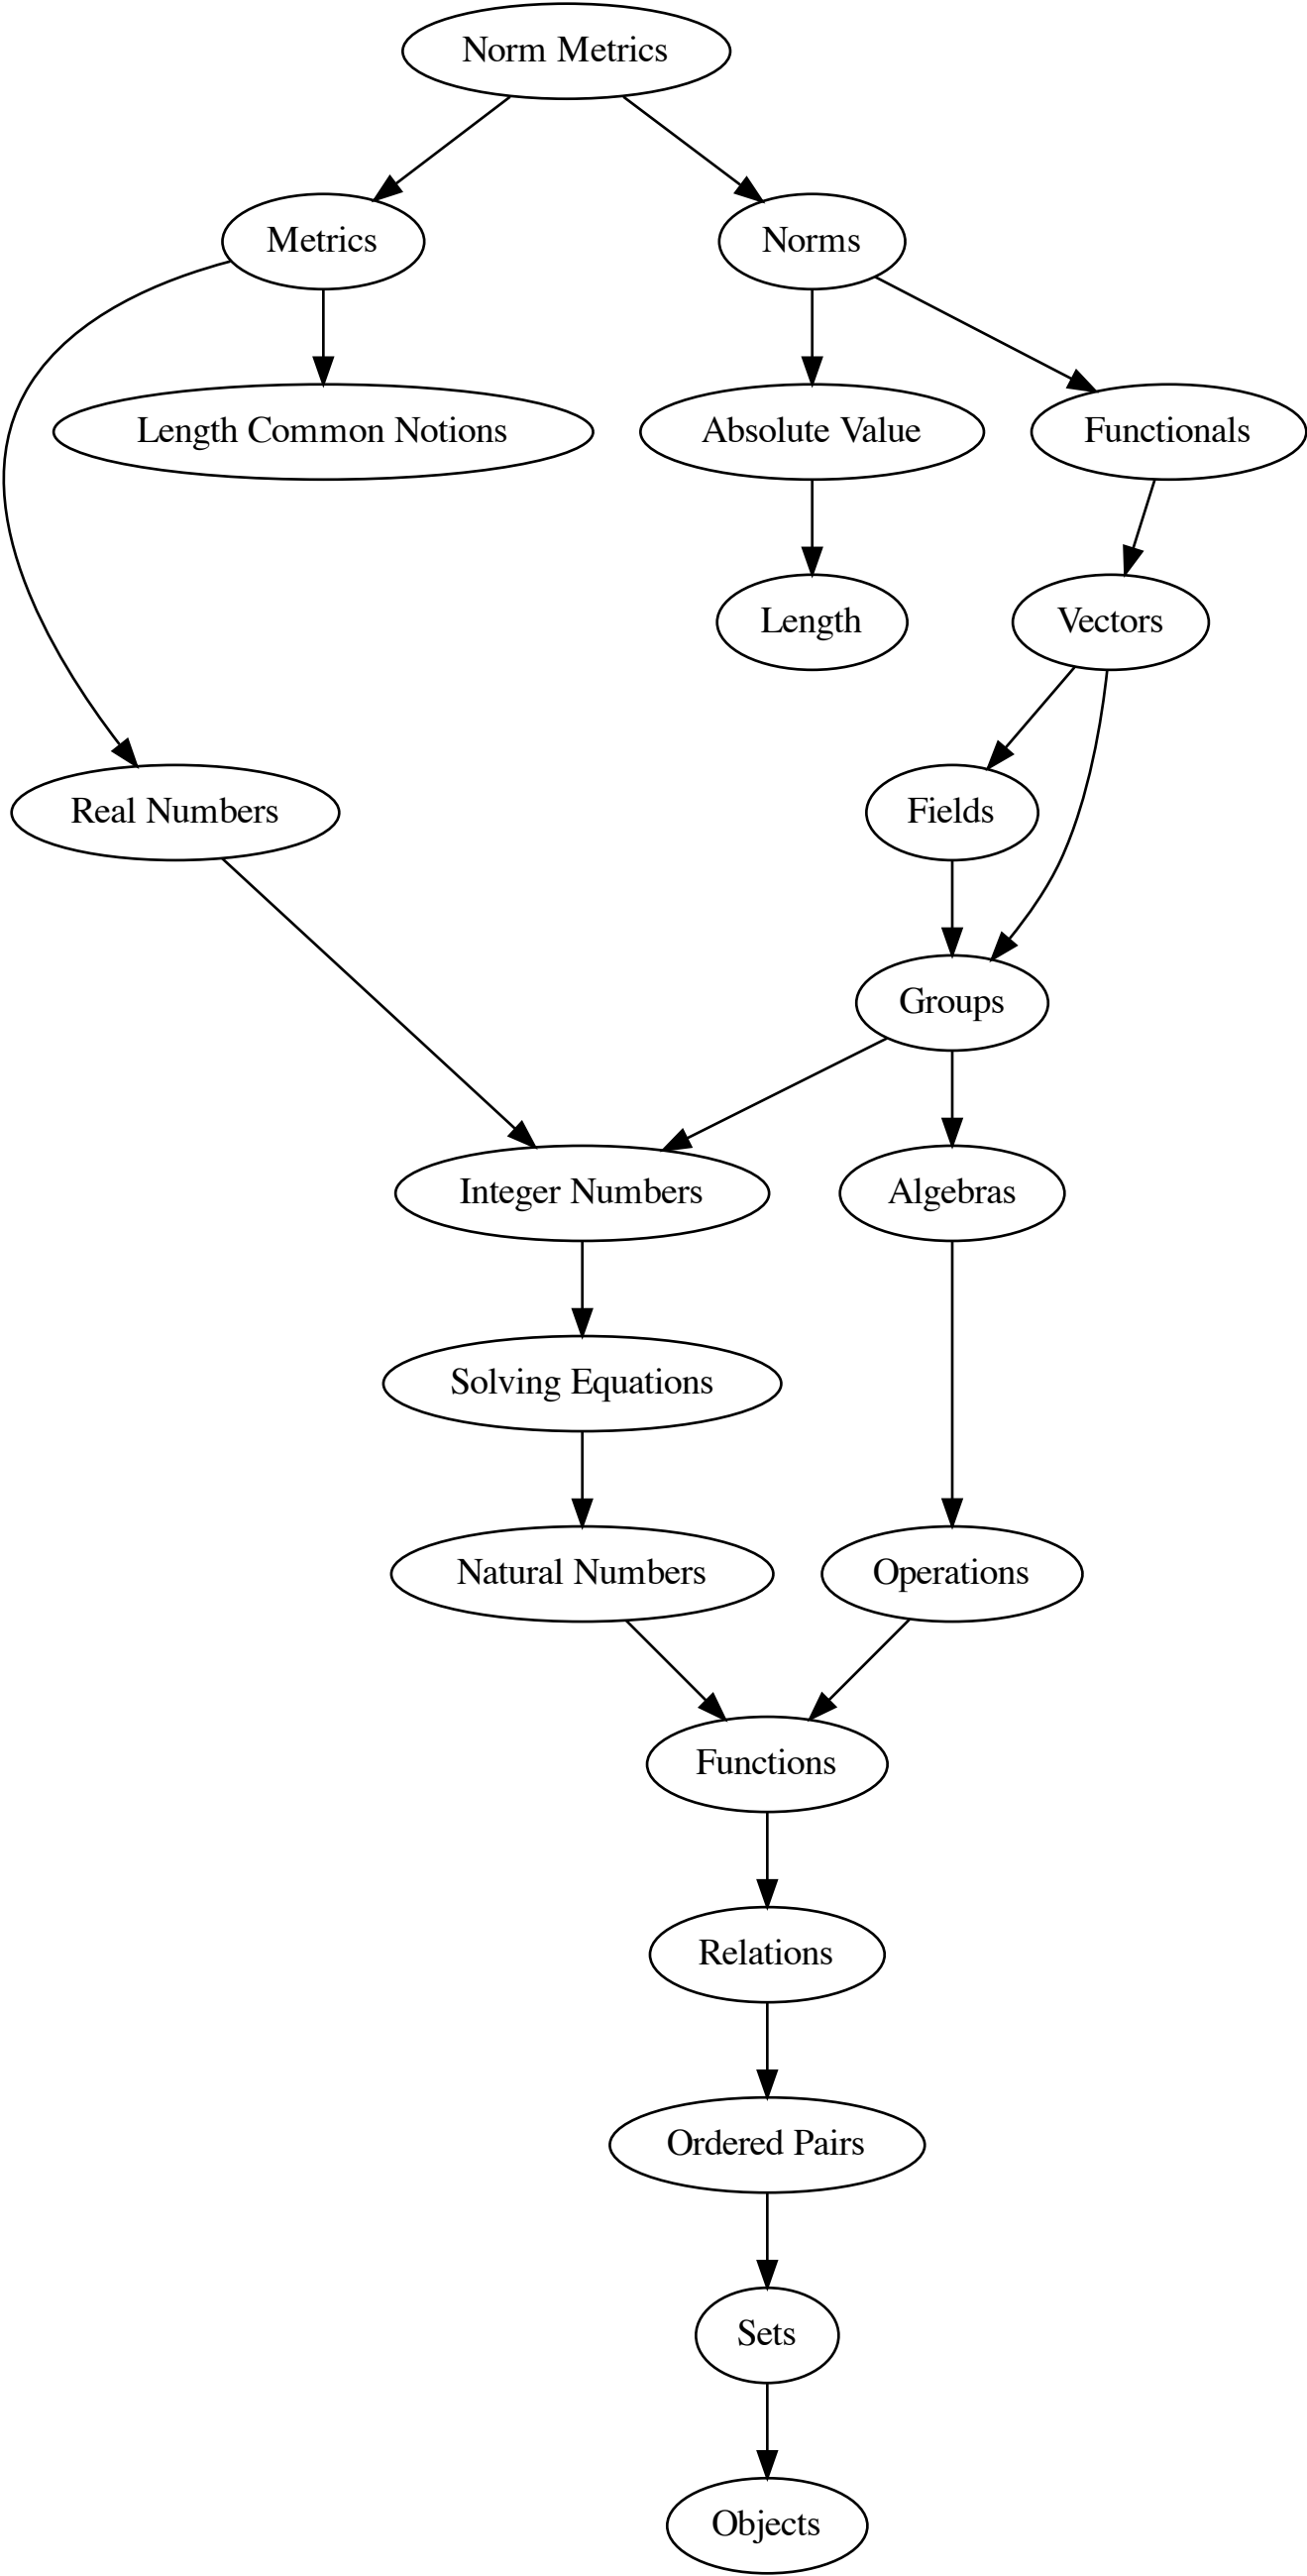 Norm Metrics
Metrics
Norms
Length Common Notions
Absolute Value
Functionals
Length
Vectors
Real Numbers
Fields
Groups
Integer Numbers
Algebras
Solving Equations
Natural Numbers
Operations
Functions
Relations
Ordered Pairs
Sets
Objects